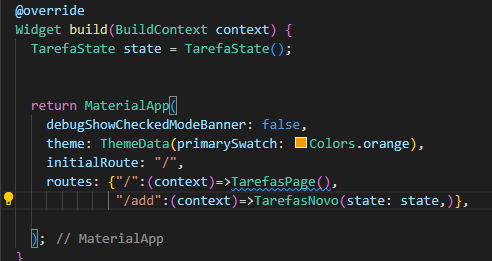 @override
Widget build(BuildContext context) {
  TarefaState state = TarefaState();
  return MaterialApp(
    debugShowCheckedModeBanner: false,
    theme: ThemeData(primarySwatch: Colors.orange),
    initialRoute: "/",
    routes: {"/":(context)=>TarefasPage(),
            "/add":(context)=>TarefasNovo(state: state,)},
  ); // MaterialApp
}